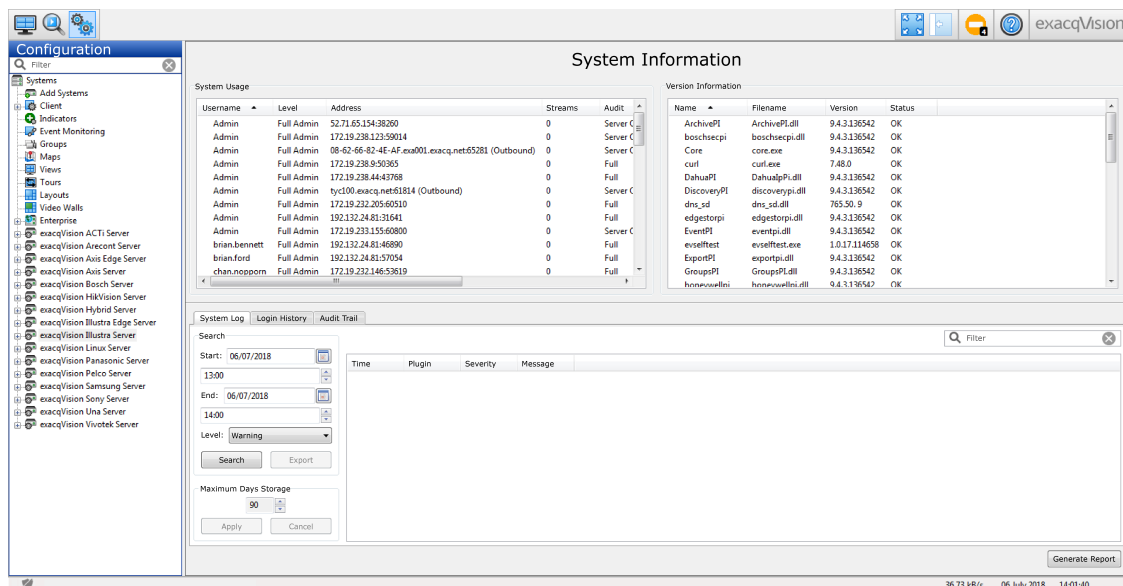 4
exacqVision
Configuration
Filter
Systems
Add Systems
Client
Indicators
Event Monitoring
Groups
Maps
Views
Tours
Layouts
Video Walls
Enterprise
exacqVision ACTi Server
exacqVision Arecont Server
exacqVision Axis Edge Server
exacqVision Axis Server
exacqVision Bosch Server
exacqVision HikVision Server
exacqVision Hybrid Server
exacqVision Illustra Edge Server
exacqVision Illustra Server
exacqVision Linux Server
exacqVision Panasonic Server
exacqVision Pelco Server
exacqVision Samsung Server
exacqVision Sony Server
exacqVision Una Server
exacqVision Vivotek Server
System Information
System Usage
Username Level Address Streams Audit
Admin Full Admin 52.71.65.154:38260 0 Server C
Admin Full Admin 172.19.238.123:59014 0 Server C
Admin Full Admin 08-62-66-82-4E-AF.exa001.exacq.net:65281 (Outbound) 0 Server C
Admin Full Admin 172.19.238.9:50365 0 Full
Admin Full Admin 172.19.238.44:43768 0 Full
Admin Full Admin tyc100.exacq.net:61814 (Outbound) 0 Server C
Admin Full Admin 172.19.232.205:60510 0 Full
Admin Full Admin 192.132.24.81:31641 0 Full
Admin Full Admin 172.19.233.155:60800 0 Server C
brian.bennett Full Admin 192.132.24.81:46890 0 Full
brian.ford Full Admin 192.132.24.81:57054 0 Full
chan.nopporn Full Admin 172.19.232.146:53619 0 Full
Version Information
Name Filename Version Status
ArchivePI ArchivePI.dll 9.4.3.136542 OK
boschsecpi boschsecpi.dll 9.4.3.136542 OK
Core core.exe 9.4.3.136542 OK
curl curl.exe 7.48.0 OK
DahuaPI DahuaIpPi.dll 9.4.3.136542 OK
DiscoveryPI discoverypi.dll 9.4.3.136542 OK
dns_sd dns_sd.dll 765.50. 9 OK
edgestorpi edgestorpi.dll 9.4.3.136542 OK
EventPI eventpi.dll 9.4.3.136542 OK
evselftest evselftest.exe 1.0.17.114658 OK
ExportPI exportpi.dll 9.4.3.136542 OK
GroupsPI GroupsPI.dll 9.4.3.136542 OK
honeywellpi honeywellpi.dll 9.4.3.136542 OK
System Log Login History Audit Trail
Search
Start: 06/07/2018
13:00
End: 06/07/2018
14:00
Level: Warning
Search Export
Maximum Days Storage
90
Apply Cancel
Filter
Time Plugin Severity Message
Generate Report
36.73 kB/s 06 July 2018 14:01:40